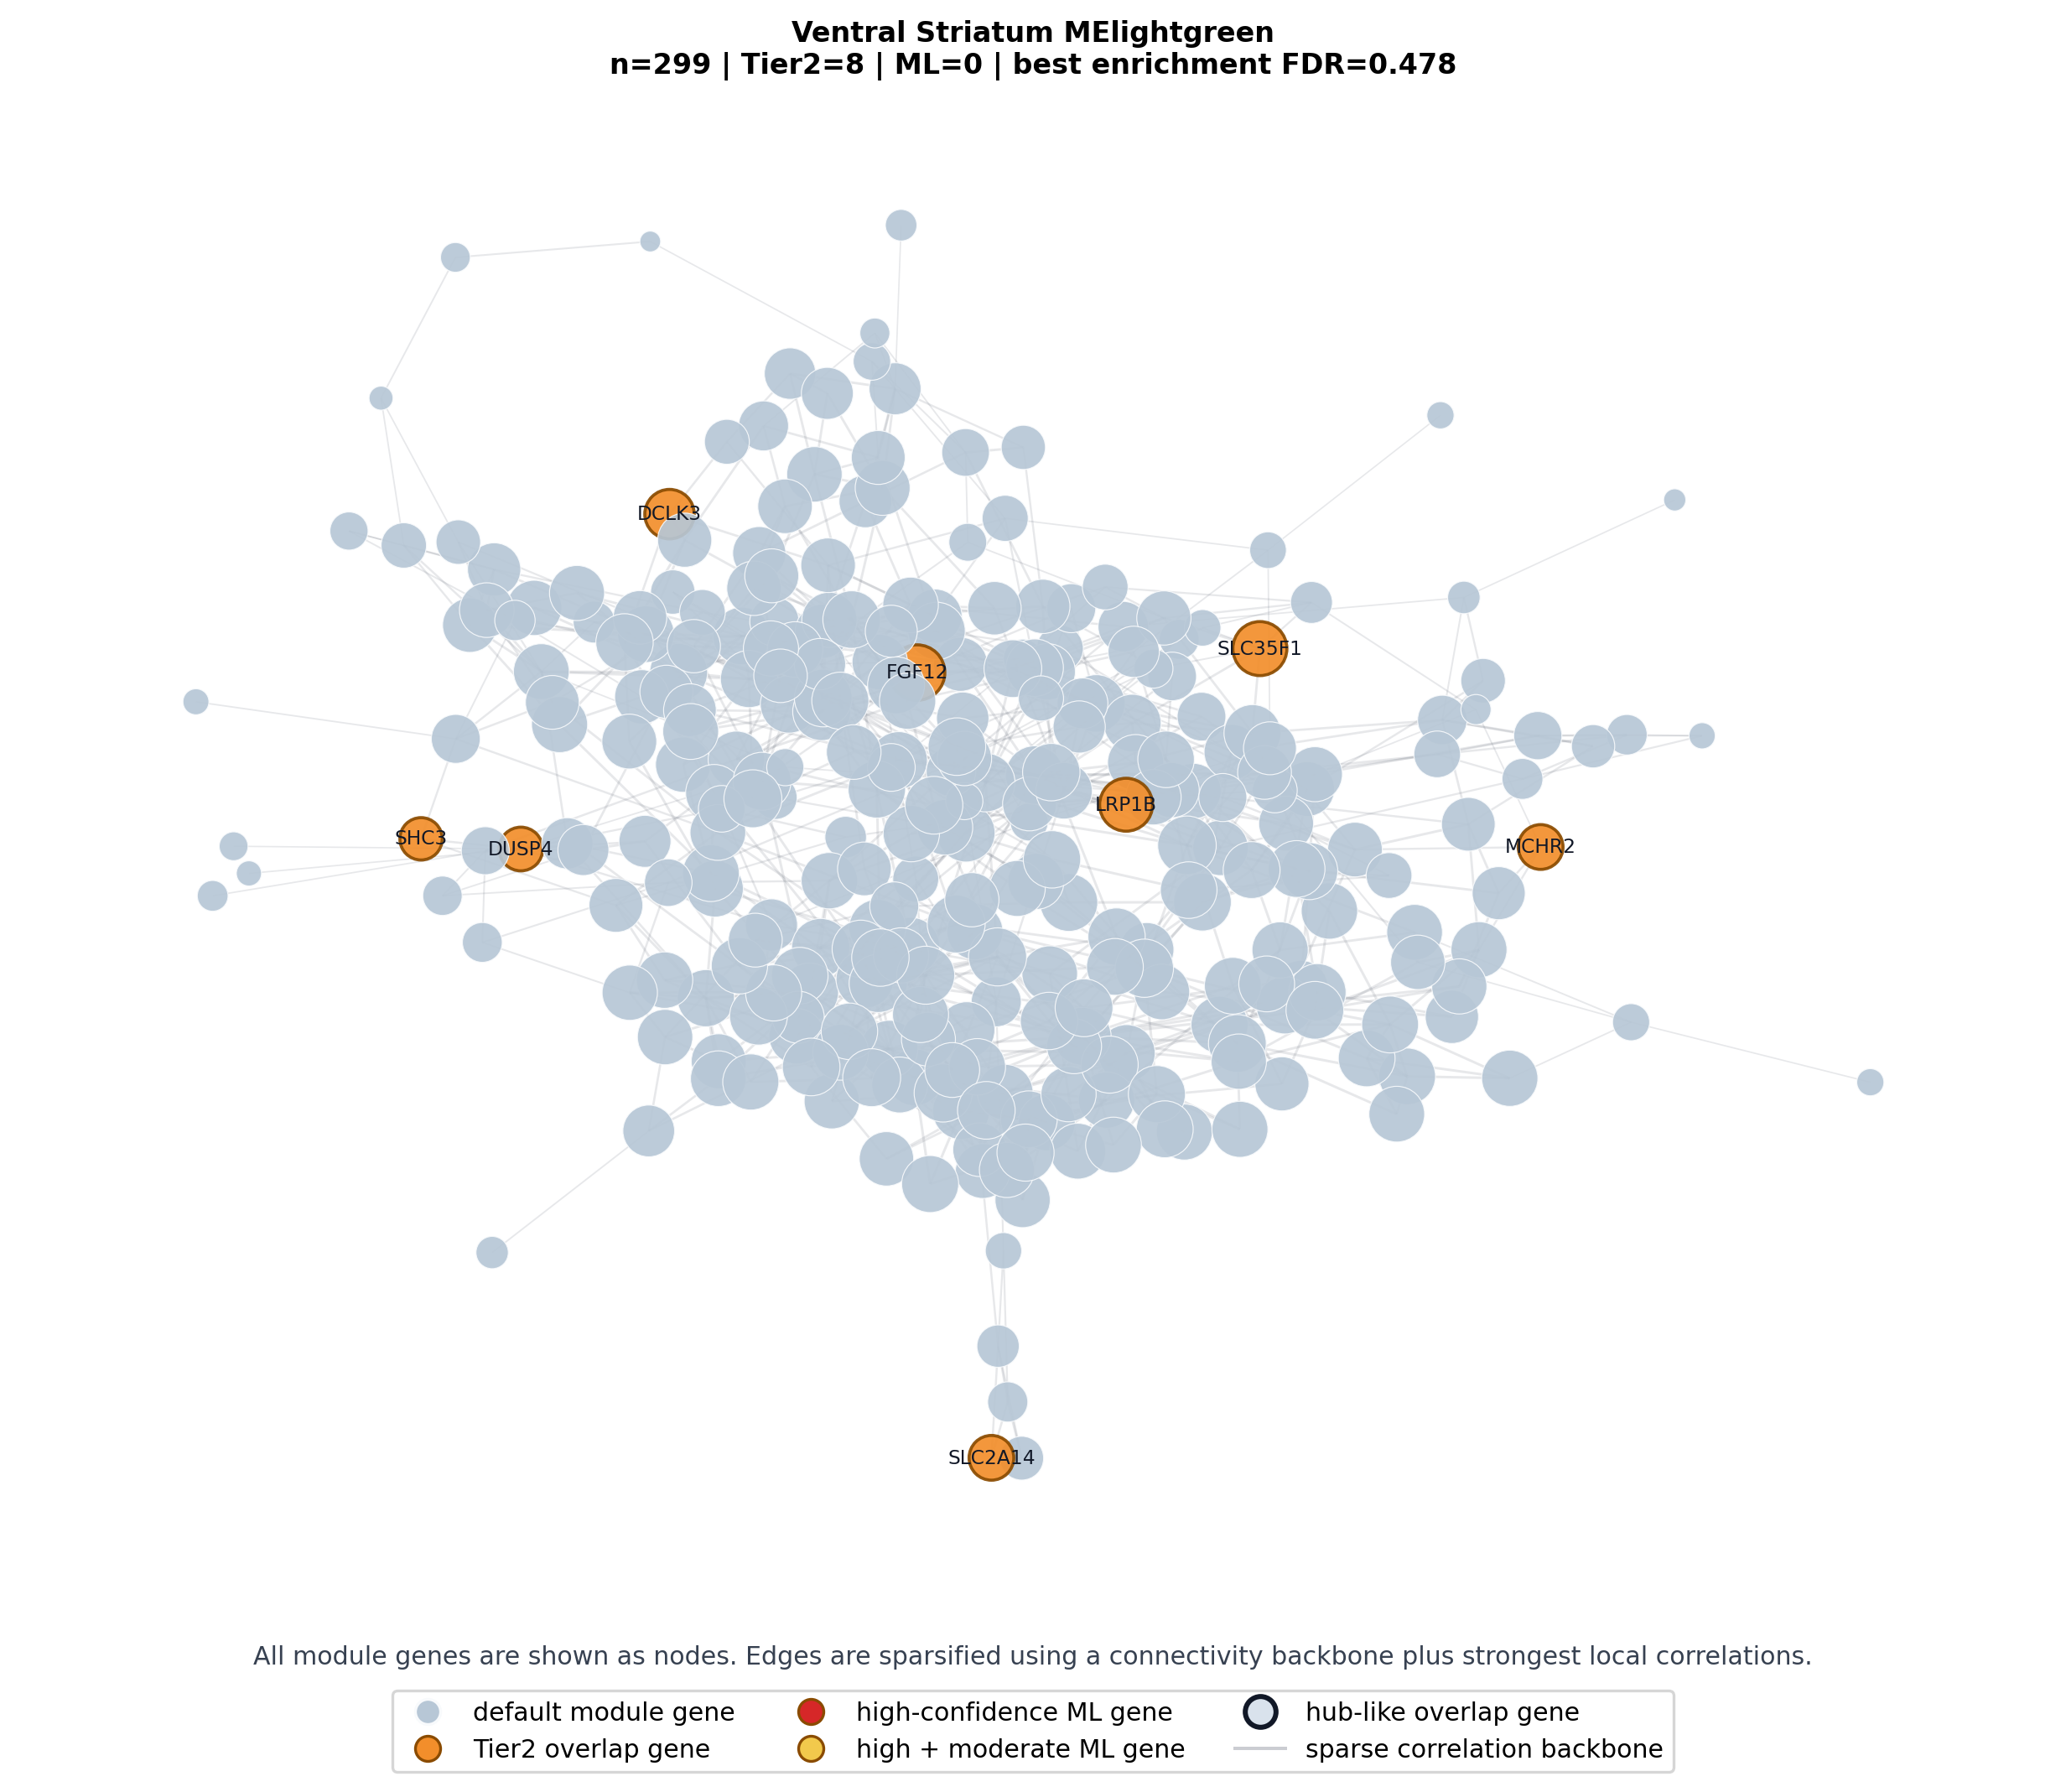 Ventral Striatum MElightgreen
n=299 | Tier2=8 | ML=0 | best enrichment FDR=0.478
DCLK3
SLC35F1
FGF12
LRP1B
SHC3
DUSP4
MCHR2
SLC2A14
All module genes are shown as nodes. Edges are sparsified using a connectivity backbone plus strongest local correlations.
default module gene
Tier2 overlap gene
high-confidence ML gene
high + moderate ML gene
hub-like overlap gene
sparse correlation backbone